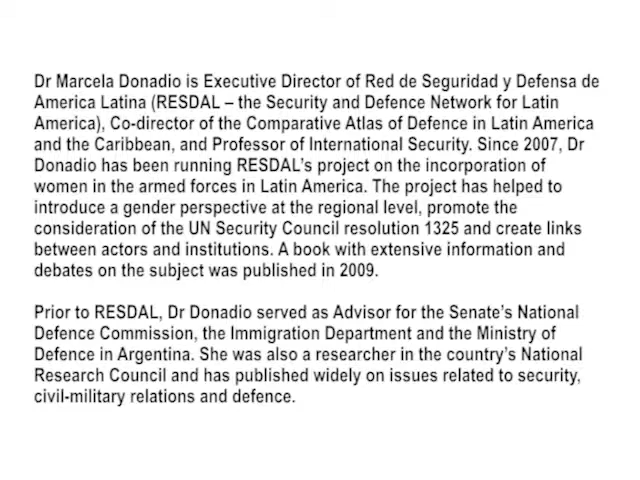 Dr Marcela Donadio is Executive Director of Red de Seguridad y Defensa de
America Latina (RESDAL – the Security and Defence Network for Latin
America), Co-director of the Comparative Atlas of Defence in Latin America
and the Caribbean, and Professor of International Security. Since 2007, Dr
Donadio has been running RESDAL's project on the incorporation of
women in the armed forces in Latin America. The project has helped to
introduce a gender perspective at the regional level, promote the
consideration of the UN Security Council resolution 1325 and create links
between actors and institutions. A book with extensive information and
debates on the subject was published in 2009.
Prior to RESDAL, Dr Donadio served as Advisor for the Senate's National
Defence Commission, the Immigration Department and the Ministry of
Defence in Argentina. She was also a researcher in the country's National
Research Council and has published widely on issues related to security,
civil-military relations and defence.